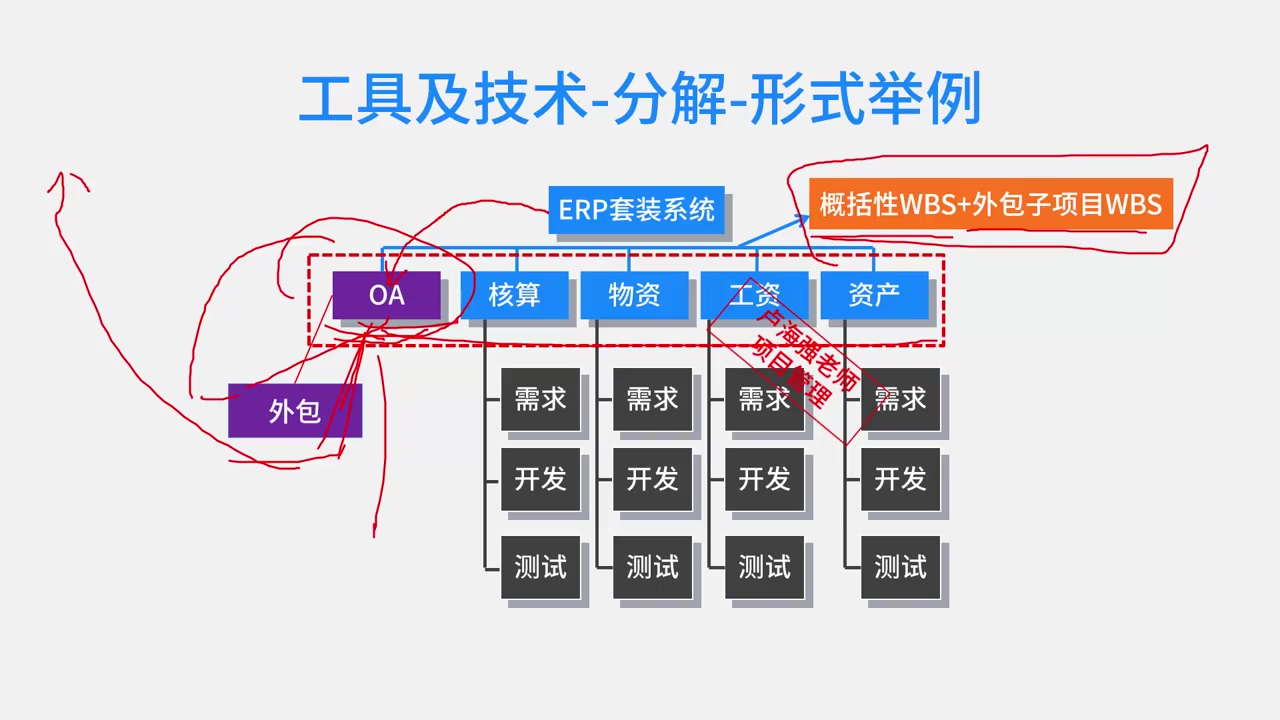 工具及技术-分解-形式举例
ERP套装系统
概括性WBS+外包子项目WBS
OA
核算
物资
工资
资产
卢海强老师
项目管理
外包
需求
需求
需求
需求
开发
开发
开发
开发
测试
测试
测试
测试